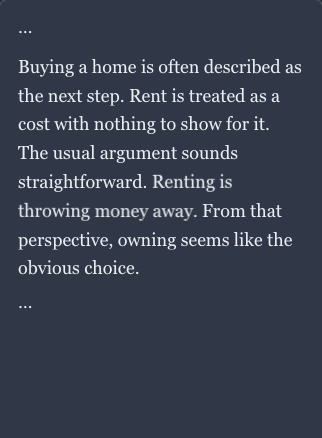 ...
Buying a home is often described as
the next step. Rent is treated as a
cost with nothing to show for it.
The usual argument sounds
straightforward. Renting is
throwing money away. From that
perspective, owning seems like the
obvious choice.
...